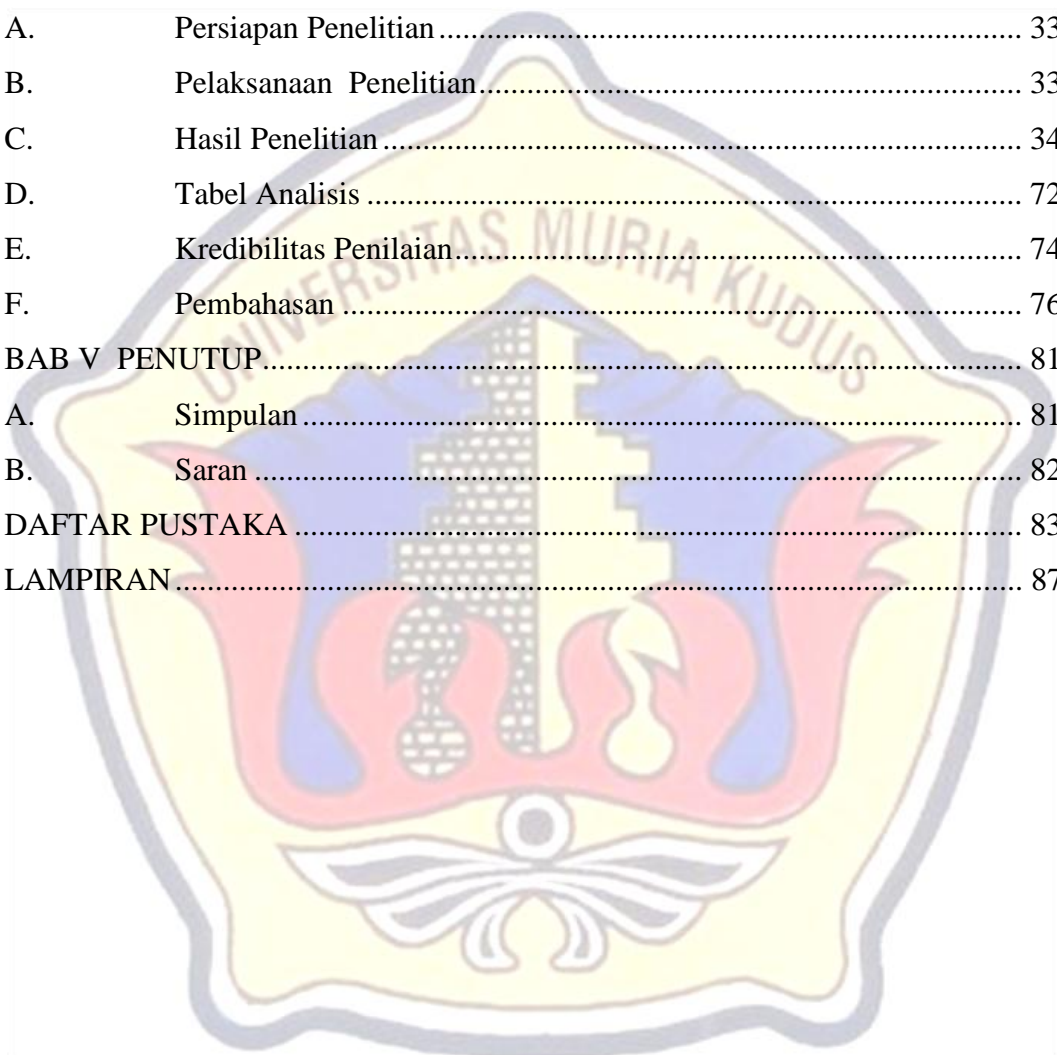 A. Persiapan Penelitian ........................................................................ 33
B. Pelaksanaan  Penelitian ................................................................... 33
C. Hasil Penelitian ............................................................................... 34
D. Tabel Analisis ................................................................................. 72
E. Kredibilitas Penilaian ...................................................................... 74
F. Pembahasan .................................................................................... 76
BAB V  PENUTUP ............................................................................................. 81
A. Simpulan ......................................................................................... 81
B. Saran ............................................................................................... 82
DAFTAR PUSTAKA ......................................................................................... 83
LAMPIRAN ........................................................................................................ 87
UNIVERSITAS MURIA KUDUS